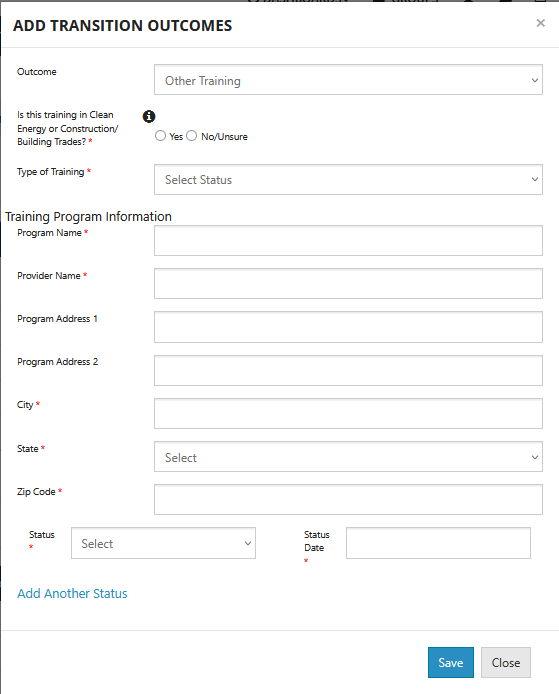 ADD TRANSITION OUTCOMES ×
Outcome
Other Training
Is this training in Clean
Energy or Construction/
Building Trades? *
Yes No/Unsure
Type of Training *
Select Status
Training Program Information
Program Name *
Provider Name *
Program Address 1
Program Address 2
City *
State *
Select
Zip Code *
Status
*
Select
Status
Date
*
Add Another Status
Save Close